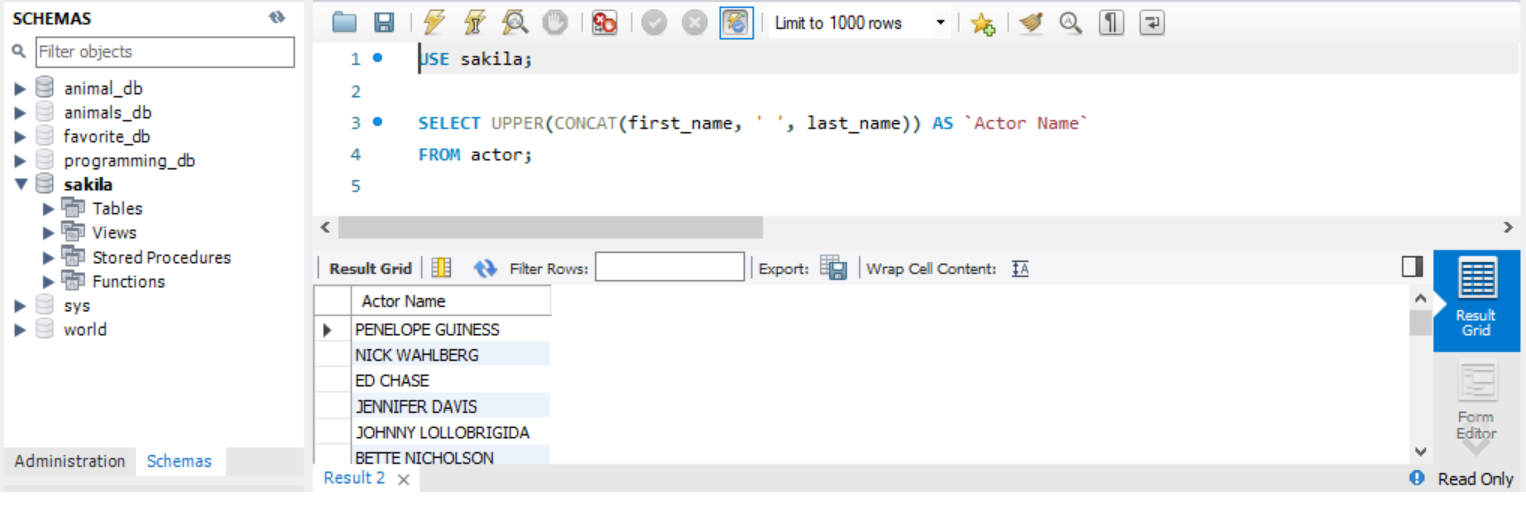 SCHEMAS
Filter objects
animal_db
animals_db
favorite_db
programming_db
sakila
Tables
Views
Stored Procedures
Functions
sys
world
Administration Schemas
Limit to 1000 rows
1 USE sakila;
2
3 SELECT UPPER(CONCAT(first_name, ' ', last_name)) AS `Actor Name`
4 FROM actor;
5
Result Grid Filter Rows: Export: Wrap Cell Content: IA
Actor Name
PENELOPE GUINESS
NICK WAHLBERG
ED CHASE
JENNIFER DAVIS
JOHNNY LOLLOBRIGIDA
BETTE NICHOLSON
Result
Grid
Form
Editor
Result 2 Read Only